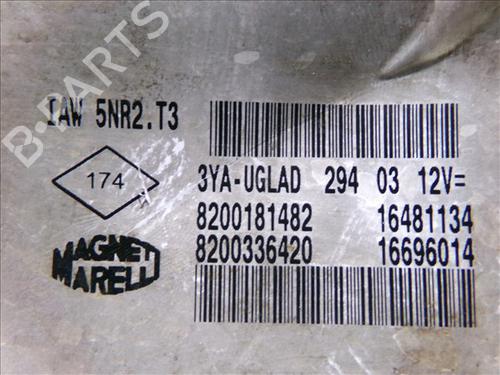 B-PARTS
IAW 5NR2.T3
174
3YA-UGLAD 294 03 12V=
8200181482 16481134
8200336420 16696014
MAGNETI
MARELLI